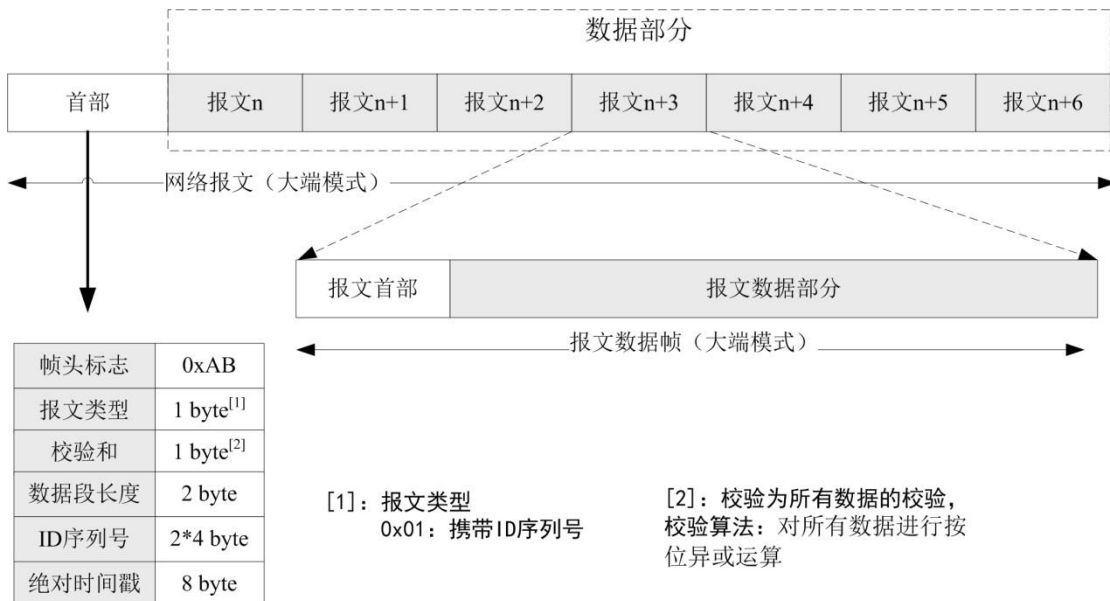 数据部分
首部 报文n 报文n+1 报文n+2 报文n+3 报文n+4 报文n+5 报文n+6
网络报文（大端模式）
报文首部 报文数据部分
报文数据帧（大端模式）
帧头标志 0xAB
报文类型 1 byte[1]
校验和 1 byte[2]
数据段长度 2 byte
ID序列号 2*4 byte
绝对时间戳 8 byte
[1]：报文类型
0x01：携带ID序列号
[2]：校验为所有数据的校验，
校验算法：对所有数据进行按
位异或运算